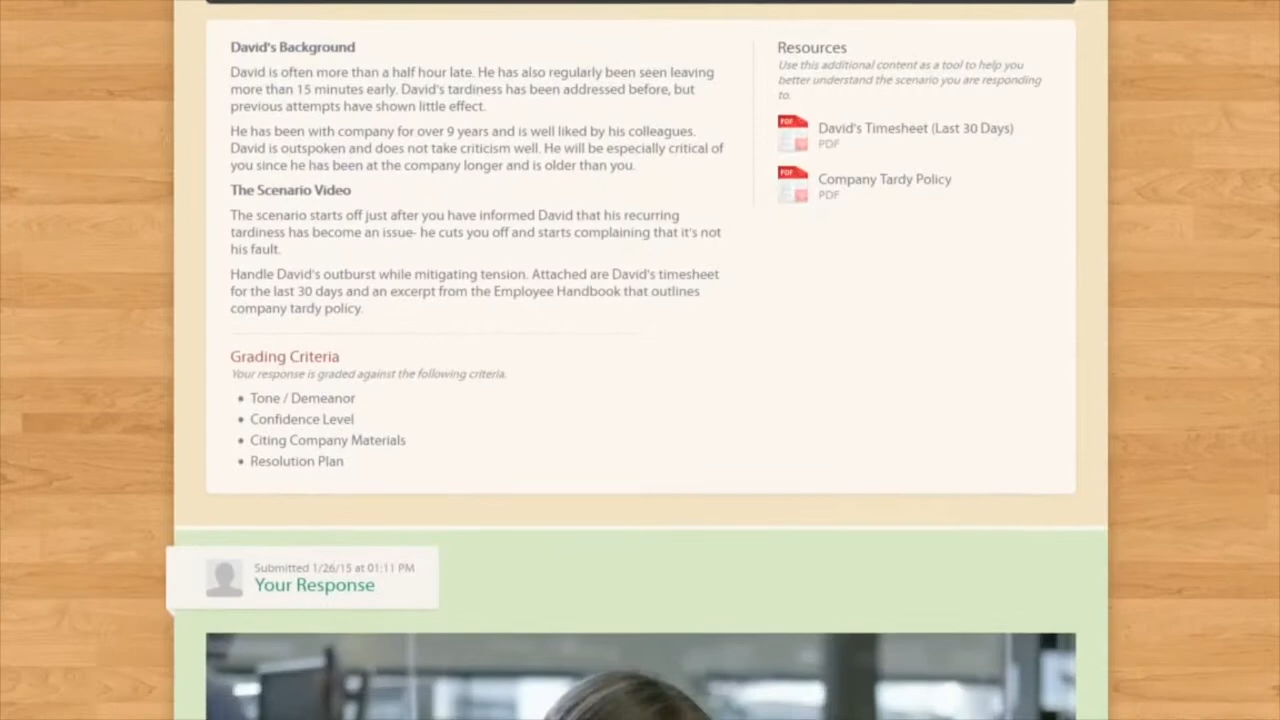 David's Background
David is often more than a half hour late. He has also regularly been seen leaving
more than 15 minutes early. David's tardiness has been addressed before, but
previous attempts have shown little effect.
He has been with company for over 9 years and is well liked by his colleagues.
David is outspoken and does not take criticism well. He will be especially critical of
you since he has been at the company longer and is older than you.
The Scenario Video
The scenario starts off just after you have informed David that his recurring
tardiness has become an issue- he cuts you off and starts complaining that it's not
his fault.
Handle David's outburst while mitigating tension. Attached are David's timesheet
for the last 30 days and an excerpt from the Employee Handbook that outlines
company tardy policy.
Grading Criteria
Your response is graded against the following criteria.
• Tone / Demeanor
• Confidence Level
• Citing Company Materials
• Resolution Plan
Resources
Use this additional content as a tool to help you
better understand the scenario you are responding
to.
PDF
David's Timesheet (Last 30 Days)
PDF
PDF
Company Tardy Policy
PDF
Submitted 1/26/15 at 01:11 PM
Your Response